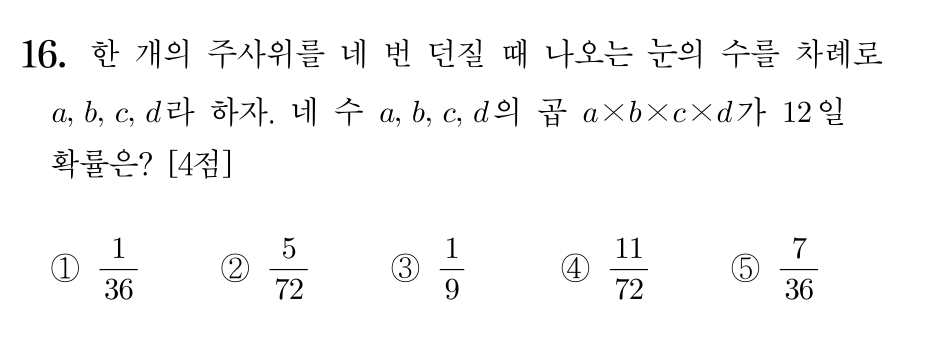 16. 한 개의 주사위를 네 번 던질 때 나오는 눈의 수를 차례로
a, b, c, d라 하자. 네 수 a, b, c, d의 곱 a×b×c×d가 12일
확률은? [4점]
① 1/36 ② 5/72 ③ 1/9 ④ 11/72 ⑤ 7/36